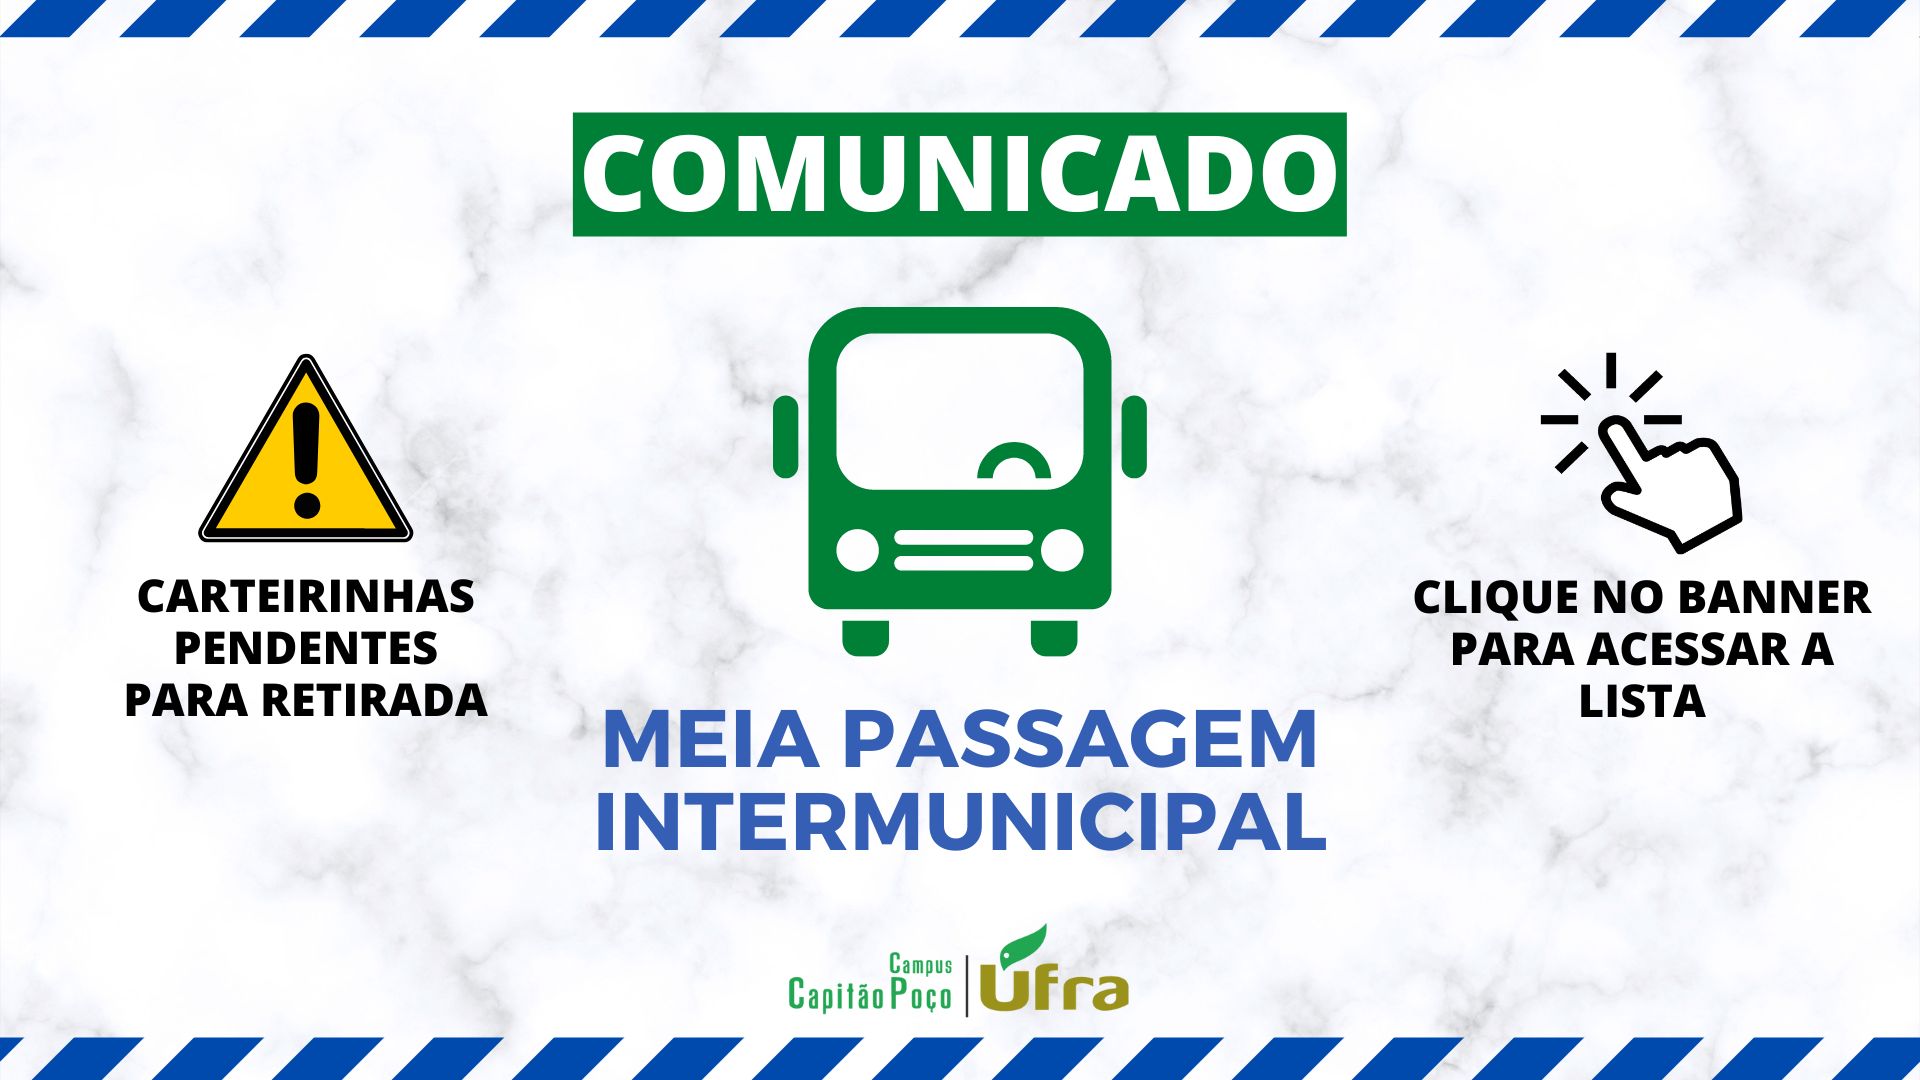 COMUNICADO
CARTEIRINHAS
PENDENTES
PARA RETIRADA
CLIQUE NO BANNER
PARA ACESSAR A
LISTA
MEIA PASSAGEM
INTERMUNICIPAL
Campus
Capitão Poço
Ufra